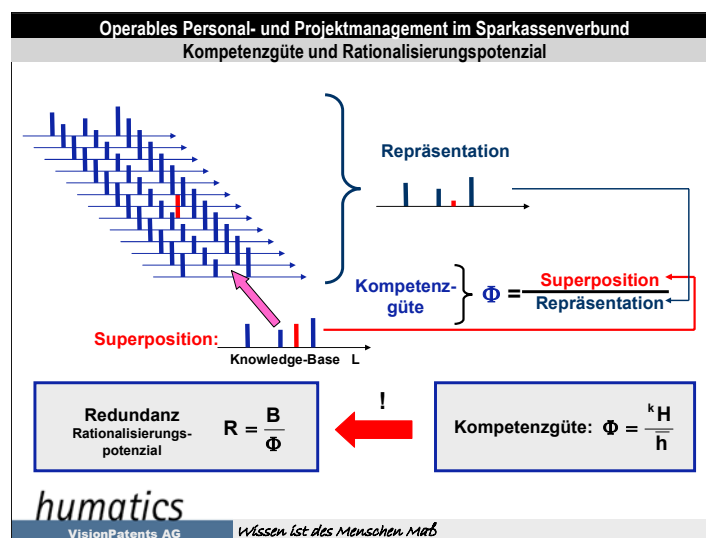 Operables Personal- und Projektmanagement im Sparkassenverbund
Kompetenzgüte und Rationalisierungspotenzial
Repräsentation
Kompetenz-
güte
Φ =
Superposition
Repräsentation
Superposition:
Knowledge-Base L
Redundanz
Rationalisierungs-
potenzial
R = B / Φ
!
Kompetenzgüte: Φ = ᵏH / h̅
humatics
VisionPatents AG
Wissen ist des Menschen Maß